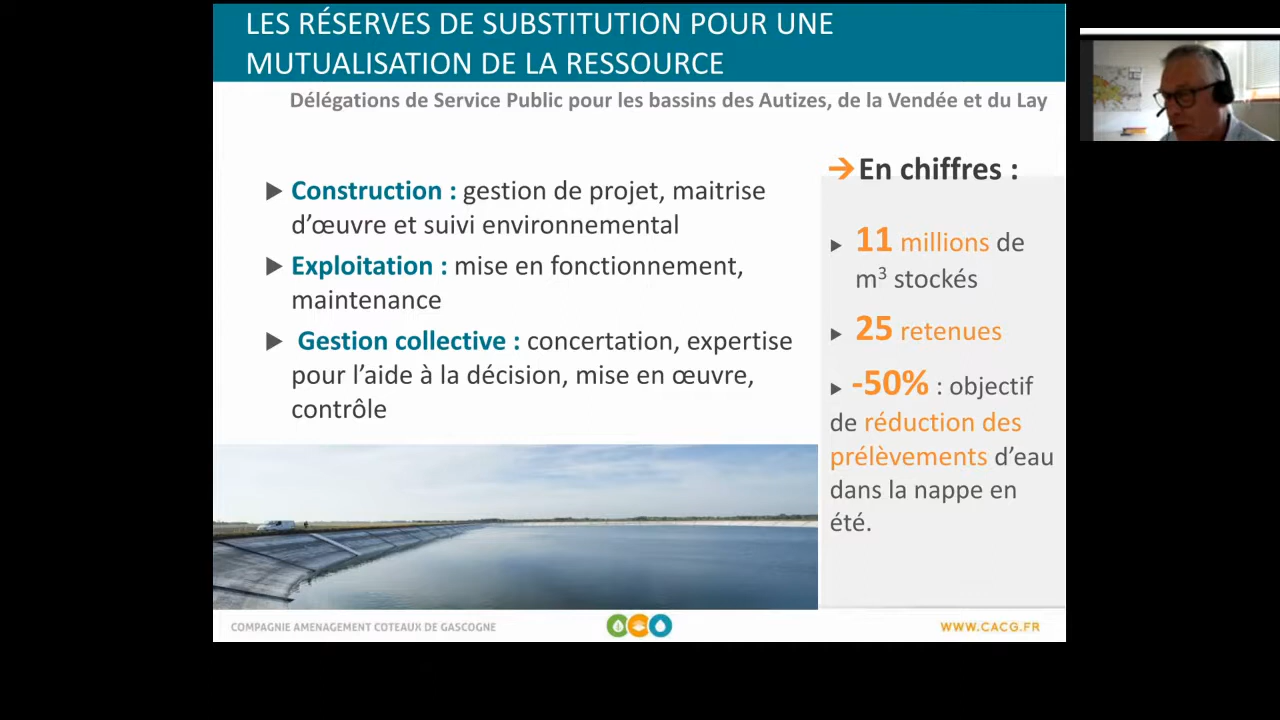 LES RÉSERVES DE SUBSTITUTION POUR UNE
MUTUALISATION DE LA RESSOURCE
Délégations de Service Public pour les bassins des Autizes, de la Vendée et du Lay
▶ Construction : gestion de projet, maitrise
d’œuvre et suivi environnemental
▶ Exploitation : mise en fonctionnement,
maintenance
▶ Gestion collective : concertation, expertise
pour l’aide à la décision, mise en œuvre,
contrôle
→ En chiffres :
▶ 11 millions de
m³ stockés
▶ 25 retenues
▶ -50% : objectif
de réduction des
prélèvements d’eau
dans la nappe en
été.
COMPAGNIE AMENAGEMENT COTEAUX DE GASCOGNE
WWW.CACG.FR